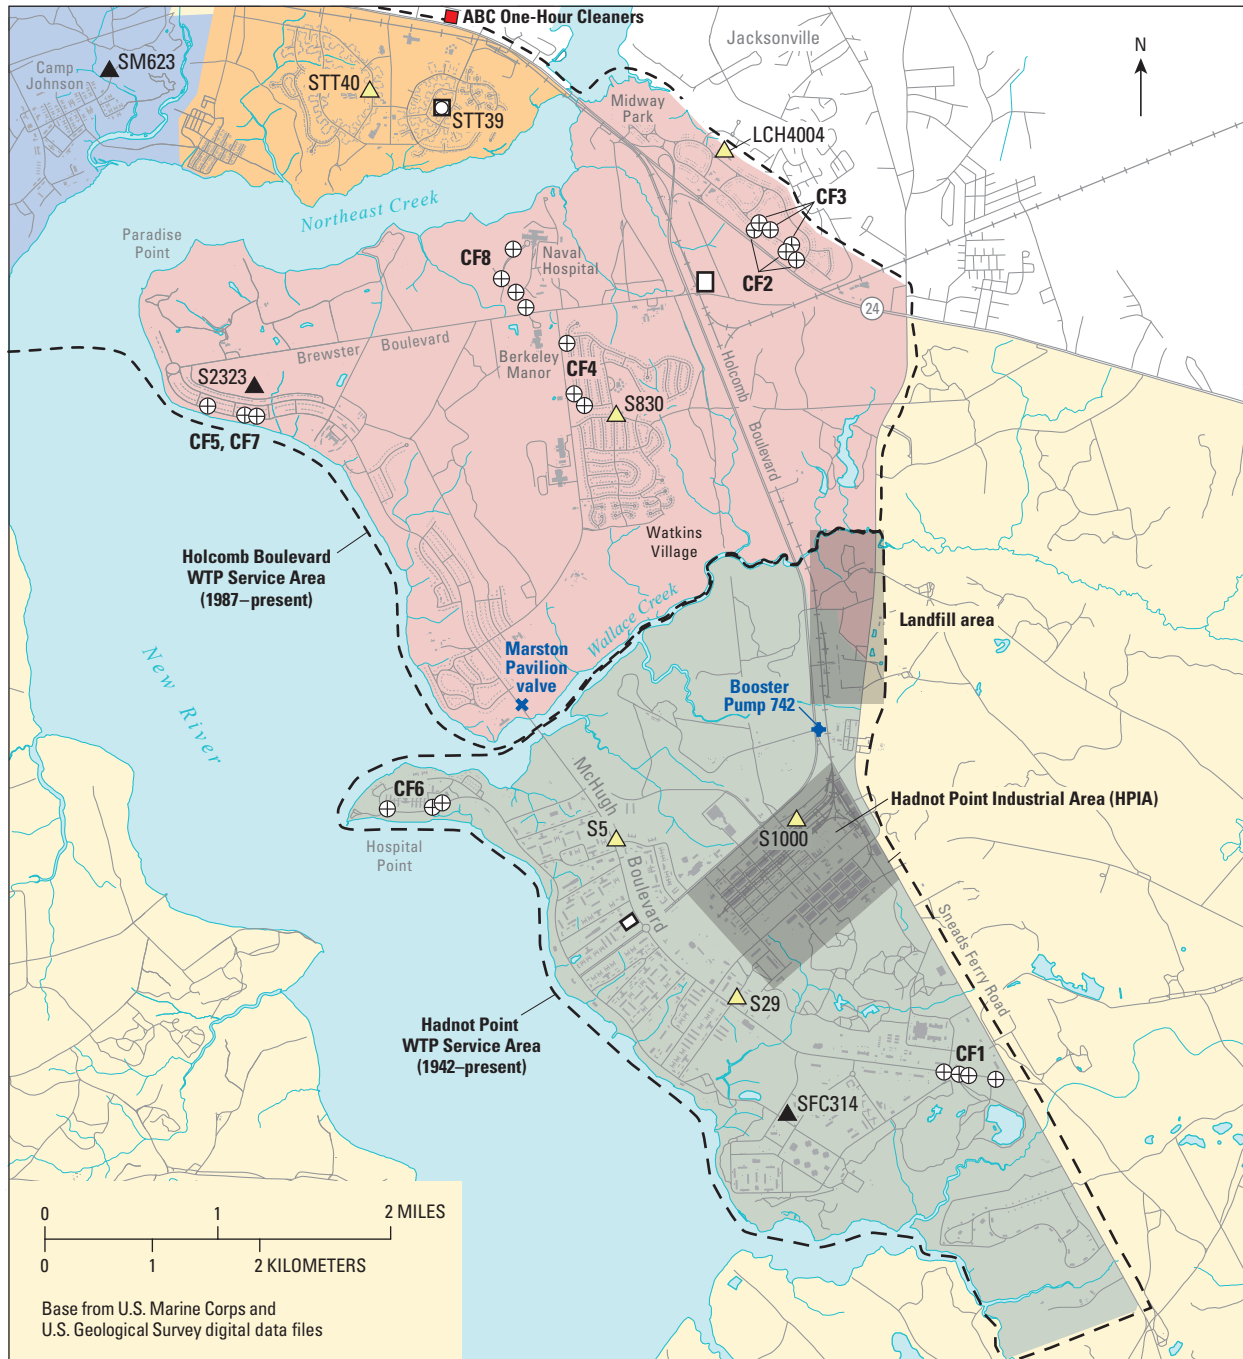 ABC One-Hour Cleaners
Jacksonville
N
Camp
Johnson
SM623
STT40
STT39
Midway
Park
LCH4004
CF3
CF2
Northeast Creek
Paradise
Point
CF8
Naval
Hospital
24
Brewster Boulevard
Berkeley
Manor
CF4
S2323
S830
CF5, CF7
Holcomb Boulevard
Watkins
Village
Holcomb Boulevard
WTP Service Area
(1987–present)
Wallace Creek
Landfill area
Marston
Pavilion
valve
Booster
Pump 742
New River
McHugh Boulevard
CF6
Hospital
Point
S5
S1000
Hadnot Point Industrial Area (HPIA)
Sneads Ferry Road
S29
Hadnot Point
WTP Service Area
(1942–present)
CF1
SFC314
0 1 2 MILES
0 1 2 KILOMETERS
Base from U.S. Marine Corps and
U.S. Geological Survey digital data files